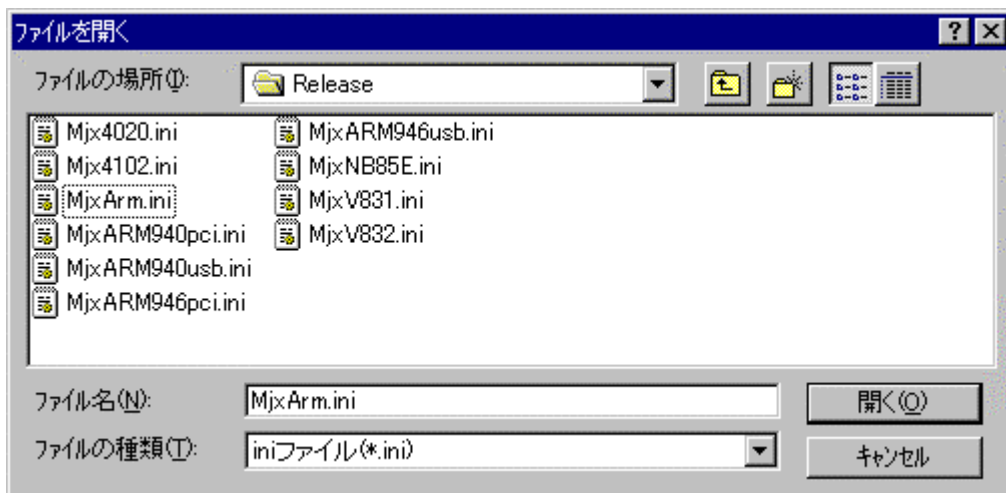 ファイルを開く
ファイルの場所(I): Release
Mjx4020.ini
Mjx4102.ini
MjxArm.ini
MjxARM940pci.ini
MjxARM940usb.ini
MjxARM946pci.ini
MjxARM946usb.ini
MjxNB85E.ini
MjxV831.ini
MjxV832.ini
ファイル名(N): MjxArm.ini 開く(O)
ファイルの種類(T): iniファイル(*.ini) キャンセル